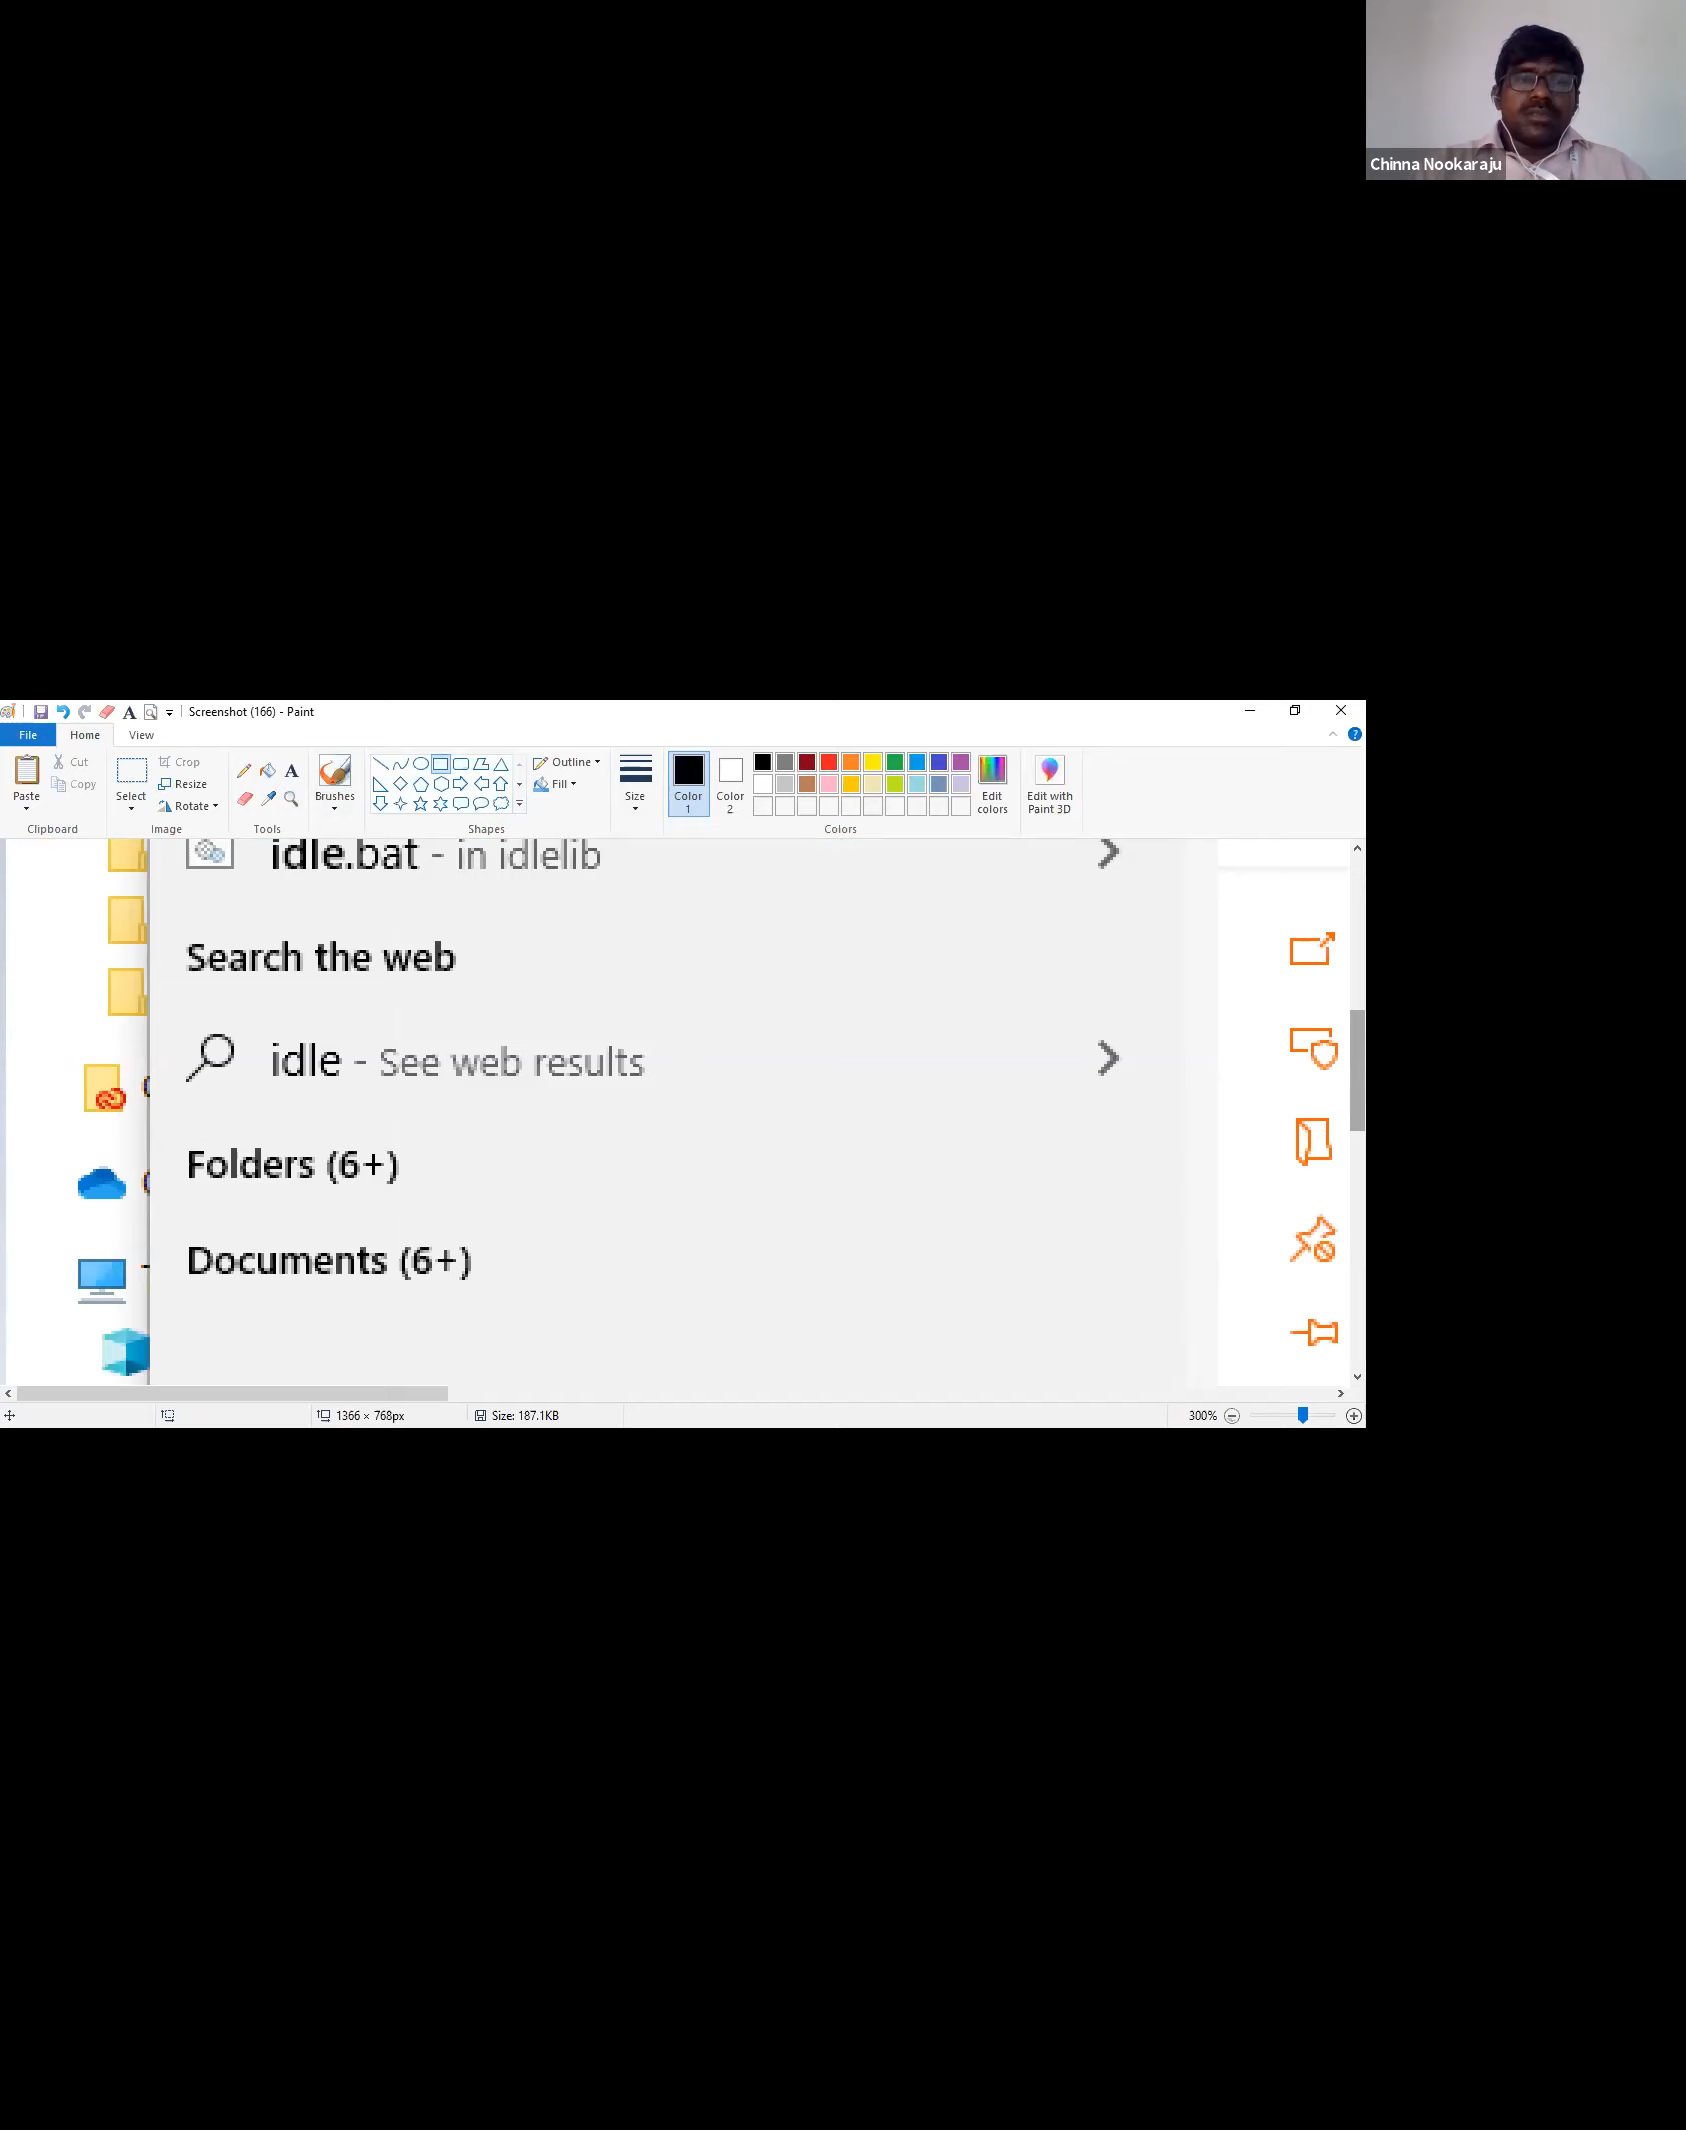 Chinna Nookaraju
Screenshot (166) - Paint
File Home View
Paste
Cut
Copy
Clipboard
Select
Crop
Resize
Rotate
Image
Tools
Brushes
Shapes
Outline
Fill
Size
Color 1
Color 2
Colors
Edit colors
Edit with Paint 3D
idle.bat - in idlelib
Search the web
idle - See web results
Folders (6+)
Documents (6+)
1366 × 768px
Size: 187.1KB
300%